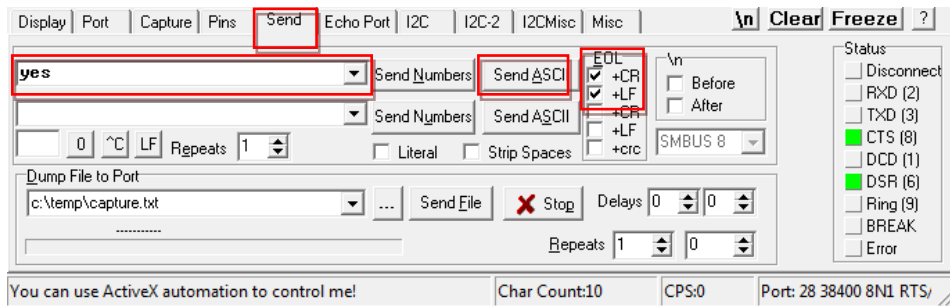 Display Port Capture Pins Send Echo Port I2C I2C-2 I2CMisc Misc \n Clear Freeze ?
EOL \n Status
yes Send Numbers Send ASCI +CR Before Disconnect
+LF After RXD (2)
Send Numbers Send ASCII +CR TXD (3)
+LF SMBUS 8 CTS (8)
0 ^C LF Repeats 1 Literal Strip Spaces +crc DCD (1)
Dump File to Port DSR (6)
c:\temp\capture.txt ... Send File Stop Delays 0 0 Ring (9)
----------- BREAK
Repeats 1 0 Error
You can use ActiveX automation to control me! Char Count:10 CPS:0 Port: 28 38400 8N1 RTS/